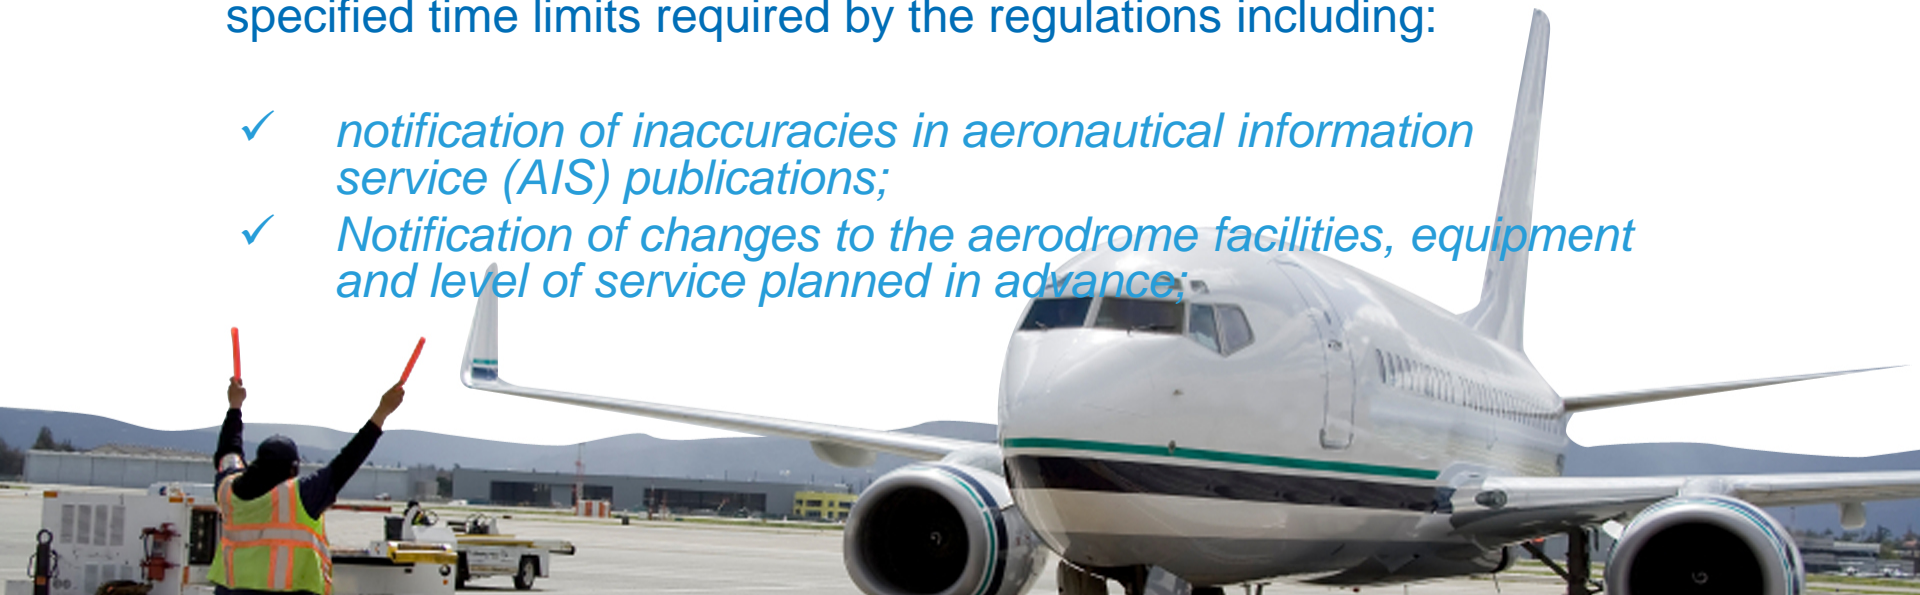 specified time limits required by the regulations including:
✓ notification of inaccuracies in aeronautical information
service (AIS) publications;
✓ Notification of changes to the aerodrome facilities, equipment
and level of service planned in advance;